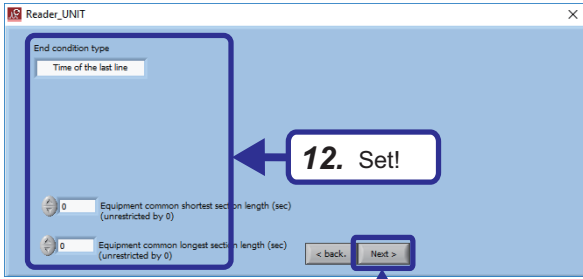 Reader_UNIT
End condition type
Time of the last line
12. Set!
0 Equipment common shortest section length (sec)
(unrestricted by 0)
0 Equipment common longest section length (sec)
(unrestricted by 0)
< back.
Next >